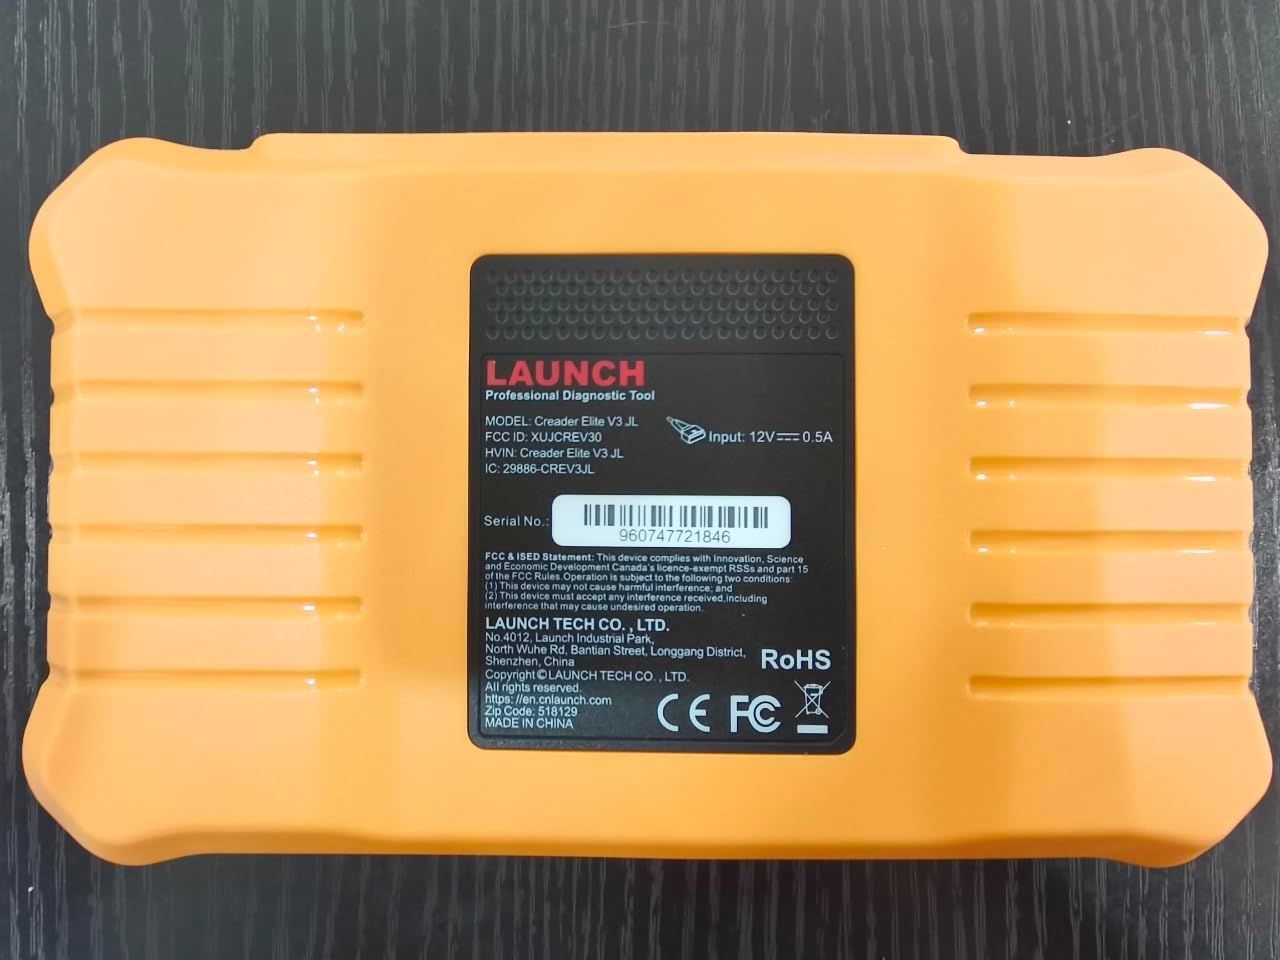 LAUNCH
Professional Diagnostic Tool
MODEL: Creader Elite V3 JL
FCC ID: XUJCREV30
HVIN: Creader Elite V3 JL
IC: 29886-CREV3JL
Input: 12V⎓0.5A
Serial No.:
960747721846
FCC & ISED Statement: This device complies with Innovation, Science
and Economic Development Canada's licence-exempt RSSs and part 15
of the FCC Rules.Operation is subject to the following two conditions:
(1) This device may not cause harmful interference; and
(2) This device must accept any interference received,including
interference that may cause undesired operation.
LAUNCH TECH CO. , LTD.
No.4012, Launch Industrial Park,
North Wuhe Rd, Bantian Street, Longgang District,
Shenzhen, China
Copyright©LAUNCH TECH CO. , LTD.
All rights reserved.
https: //en.cnlaunch.com
Zip Code: 518129
MADE IN CHINA
RoHS
CE FC